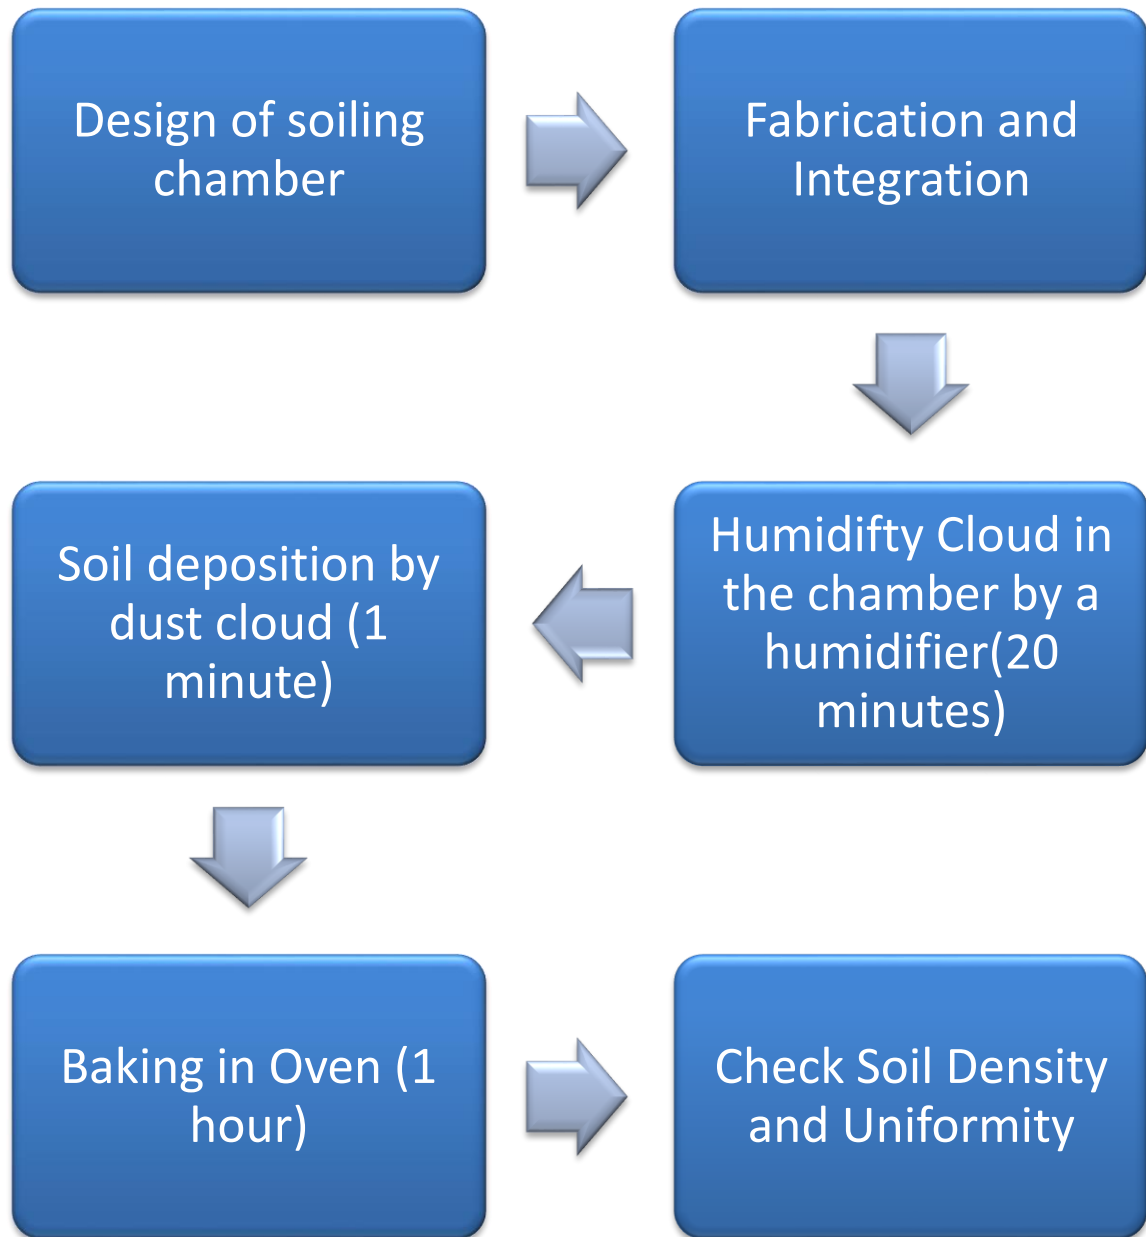 Design of soiling
chamber
Fabrication and
Integration
Humidifty Cloud in
the chamber by a
humidifier(20
minutes)
Soil deposition by
dust cloud (1
minute)
Baking in Oven (1
hour)
Check Soil Density
and Uniformity